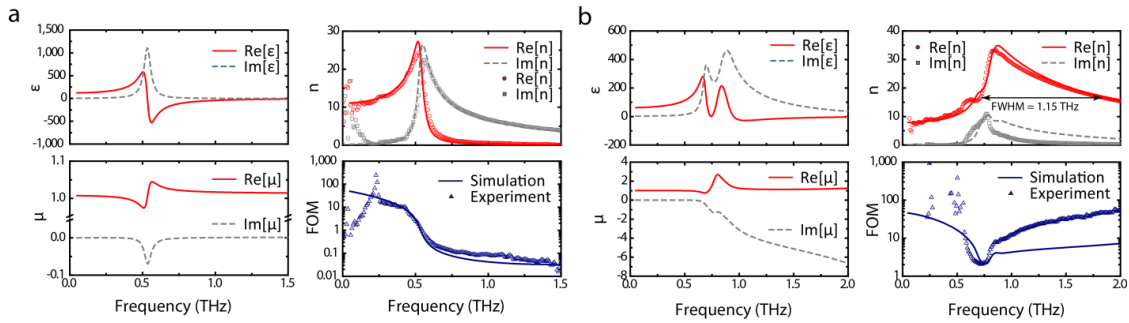 a
1,500
1,000
500
0
-500
-1,000
ε
Re[ε]
Im[ε]
1.1
1.0
0.0
-0.1
μ
Re[μ]
Im[μ]
0.0 0.5 1.0 1.5
Frequency (THz)
30
20
10
0
n
Re[n]
Im[n]
Re[n]
Im[n]
1,000
100
10
1
0.1
0.01
FOM
Simulation
Experiment
0.0 0.5 1.0 1.5
Frequency (THz)
b
600
400
200
0
-200
ε
Re[ε]
Im[ε]
4
2
0
-2
-4
-6
-8
μ
Re[μ]
Im[μ]
0.0 0.5 1.0 1.5 2.0
Frequency (THz)
40
30
20
10
0
n
Re[n] Re[n]
Im[n] Im[n]
FWHM = 1.15 THz
1,000
100
10
1
FOM
Simulation
Experiment
0.0 0.5 1.0 1.5 2.0
Frequency (THz)